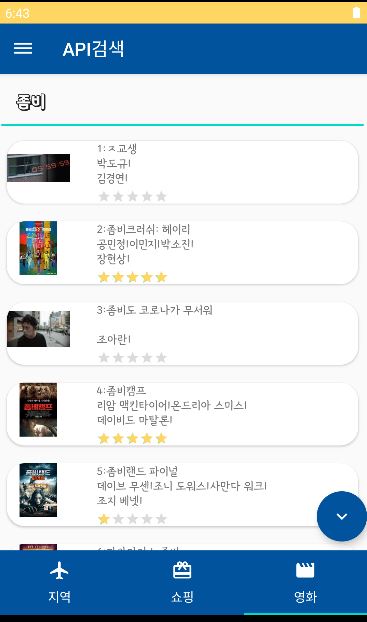 6:43
API검색
좀비
1:조교생
박도규!
김경연!
2:좀비크러쉬: 헤이리
공민정!이민지!박소진!
장현상!
3:좀비도 코로나가 무서워
조아란!
4:좀비캠프
리암 맥킨타이어!온드리아 스미스!
데이비드 마탈론!
5:좀비랜드 파이널
데이브 무센!조니 도워스!사만다 워크!
조지 베넷!
지역
쇼핑
영화